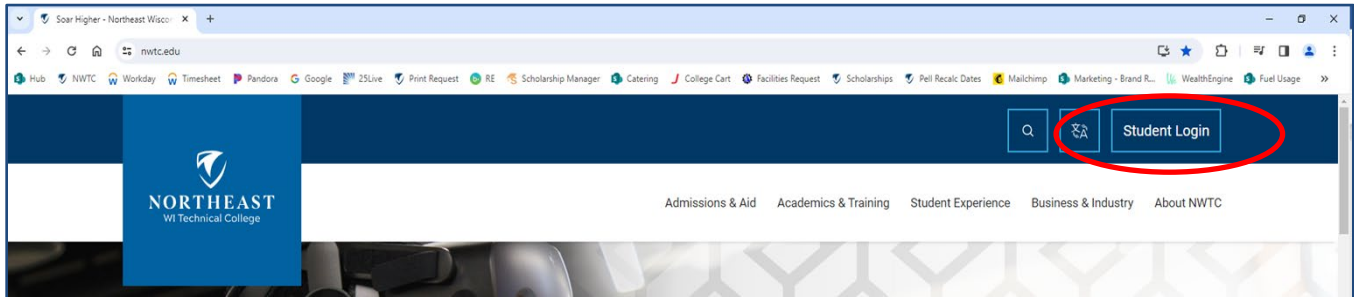 Soar Higher - Northeast Wiscon
nwtc.edu
Hub NWTC Workday Timesheet Pandora Google 25Live Print Request RE Scholarship Manager Catering College Cart Facilities Request Scholarships Pell Recalc Dates Mailchimp Marketing - Brand R... WealthEngine Fuel Usage »
Student Login
NORTHEAST
WI Technical College
Admissions & Aid Academics & Training Student Experience Business & Industry About NWTC